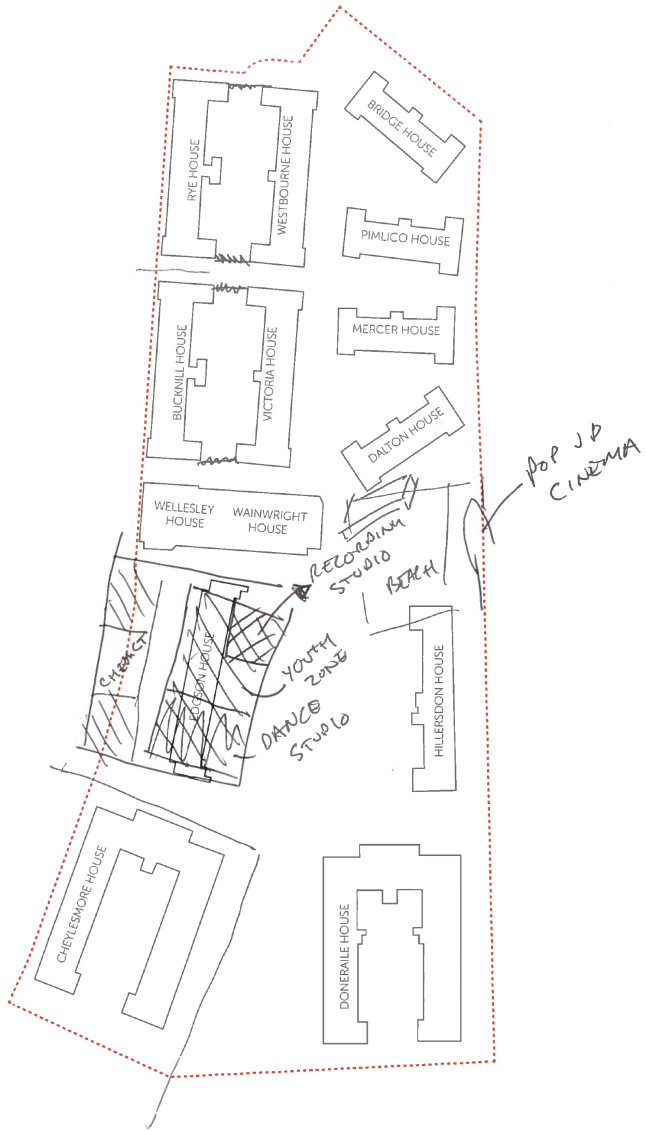 BRIDGE HOUSE
RYE HOUSE
WESTBOURNE HOUSE
PIMLICO HOUSE
MERCER HOUSE
BUCKNILL HOUSE
VICTORIA HOUSE
DALTON HOUSE
POP UP
CINEMA
WELLESLEY
HOUSE
WAINWRIGHT
HOUSE
RECORDING
STUDIO
BEACH
HOUSE
YOUTH
ZONE
DANCE
STUDIO
HILLERSDON HOUSE
CHEYLESMORE HOUSE
DONERAILE HOUSE